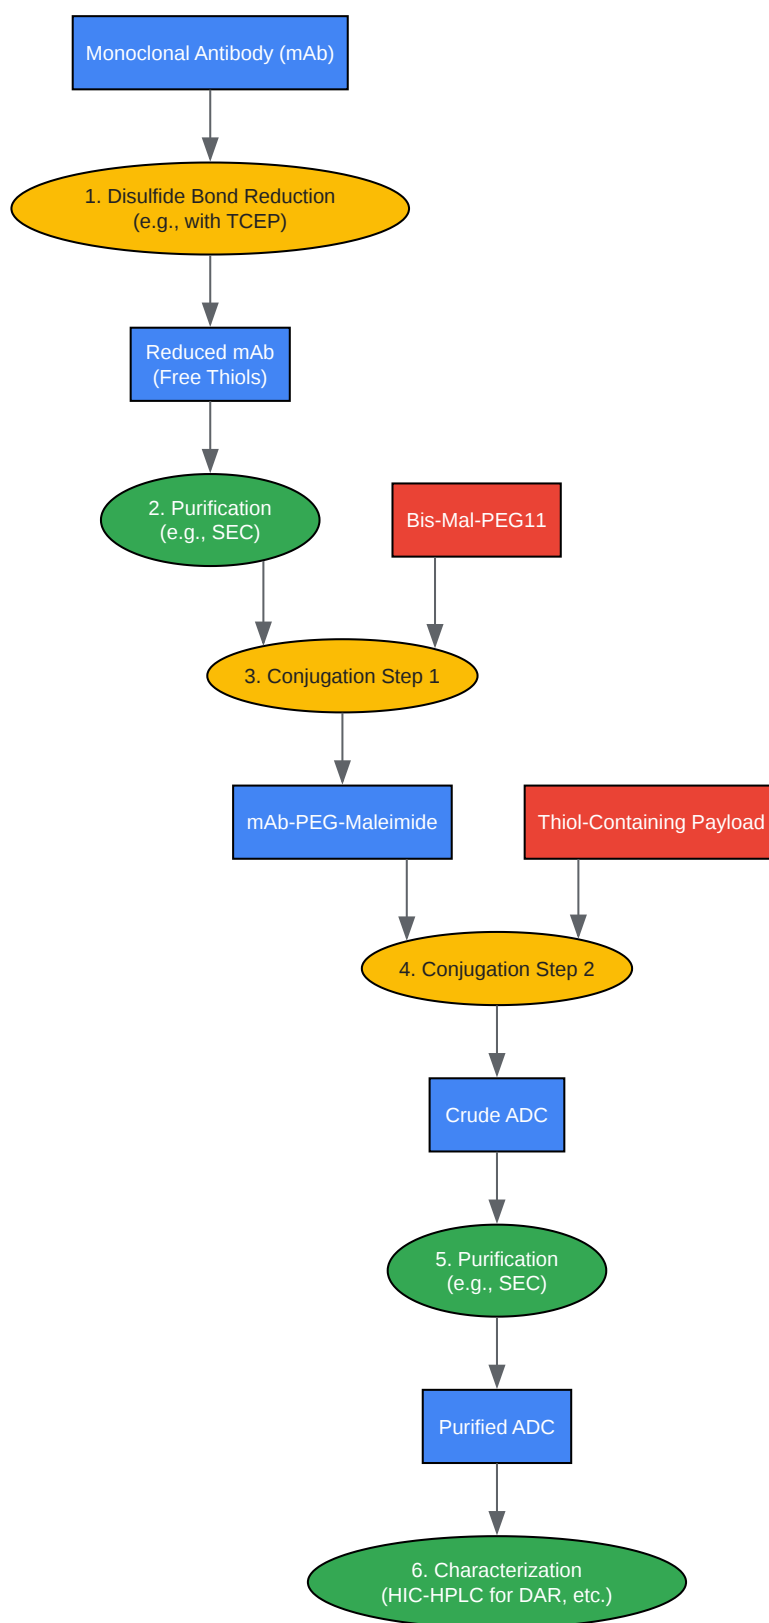 Monoclonal Antibody (mAb)
1. Disulfide Bond Reduction
(e.g., with TCEP)
Reduced mAb
(Free Thiols)
2. Purification
(e.g., SEC)
Bis-Mal-PEG11
3. Conjugation Step 1
mAb-PEG-Maleimide
Thiol-Containing Payload
4. Conjugation Step 2
Crude ADC
5. Purification
(e.g., SEC)
Purified ADC
6. Characterization
(HIC-HPLC for DAR, etc.)